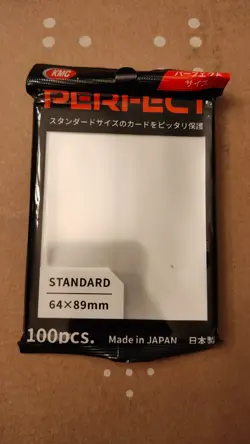 KMC
パーフェクト
サイズ
PERFECT
スタンダードサイズのカードをピッタリ保護
STANDARD
64×89mm
100pcs.
Made in JAPAN 日本製